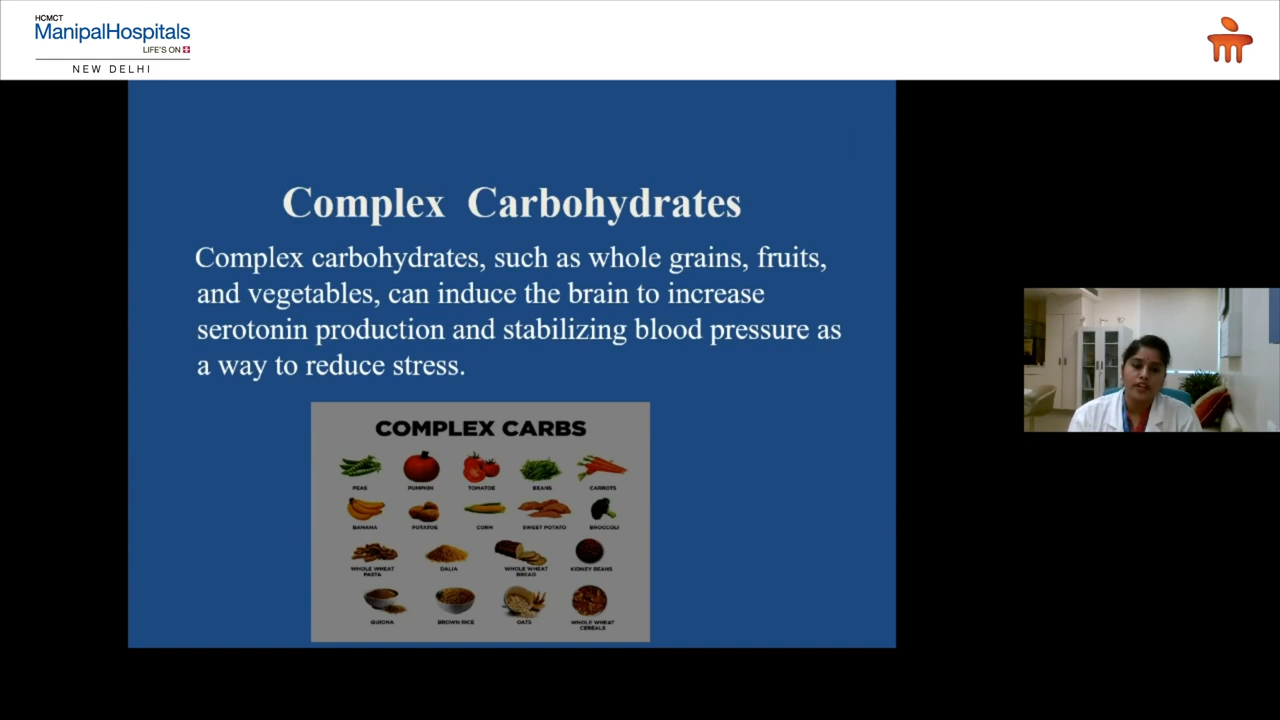 HCMCT
ManipalHospitals
LIFE'S ON
NEW DELHI
Complex Carbohydrates
Complex carbohydrates, such as whole grains, fruits,
and vegetables, can induce the brain to increase
serotonin production and stabilizing blood pressure as
a way to reduce stress.
COMPLEX CARBS
PEAS PUMPKIN TOMATOE BEANS CARROTS
BANANA POTATOE CORN SWEET POTATO BROCCOLI
WHOLE WHEAT PASTA DALIA WHOLE WHEAT BREAD KIDNEY BEANS
QUIONA BROWN RICE OATS WHOLE WHEAT CEREALS